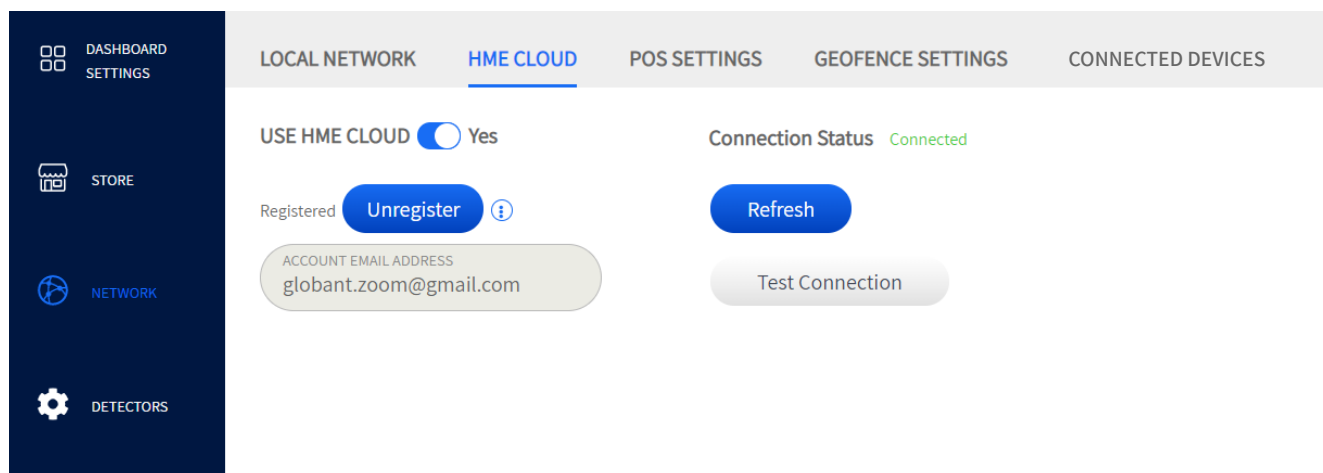 DASHBOARD
SETTINGS
STORE
NETWORK
DETECTORS
LOCAL NETWORK HME CLOUD POS SETTINGS GEOFENCE SETTINGS CONNECTED DEVICES
USE HME CLOUD Yes Connection Status Connected
Registered Unregister Refresh
ACCOUNT EMAIL ADDRESS
globant.zoom@gmail.com Test Connection